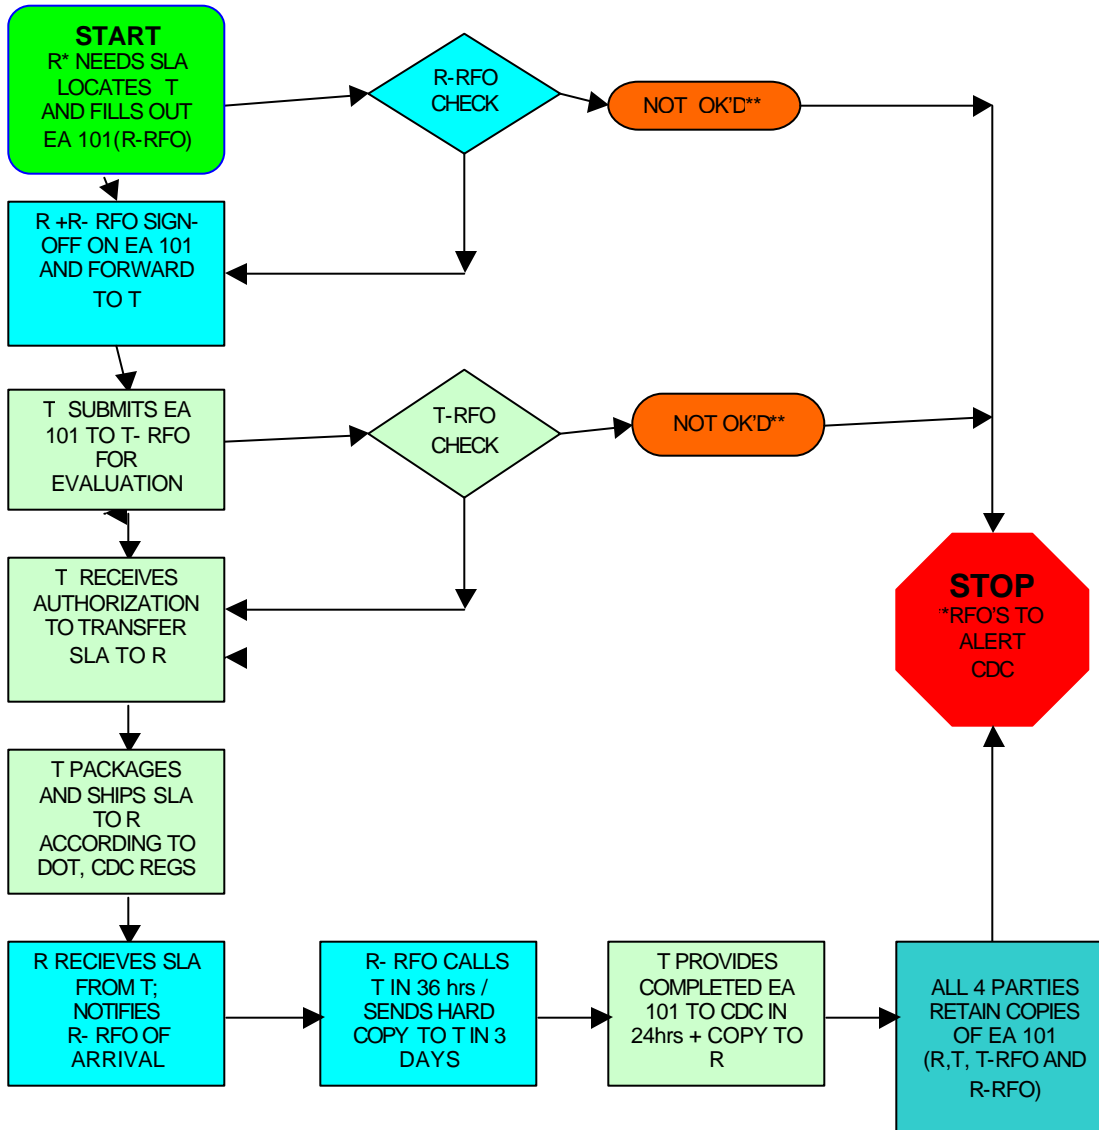 START
R* NEEDS SLA
LOCATES T
AND FILLS OUT
EA 101(R-RFO)
R-RFO
CHECK
NOT OK'D**
R +R- RFO SIGN-
OFF ON EA 101
AND FORWARD
TO T
T SUBMITS EA
101 TO T- RFO
FOR
EVALUATION
T-RFO
CHECK
NOT OK'D**
T RECEIVES
AUTHORIZATION
TO TRANSFER
SLA TO R
STOP
**RFO'S TO
ALERT
CDC
T PACKAGES
AND SHIPS SLA
TO R
ACCORDING TO
DOT, CDC REGS
R RECIEVES SLA
FROM T;
NOTIFIES
R- RFO OF
ARRIVAL
R- RFO CALLS
T IN 36 hrs /
SENDS HARD
COPY TO T IN 3
DAYS
T PROVIDES
COMPLETED EA
101 TO CDC IN
24hrs + COPY TO
R
ALL 4 PARTIES
RETAIN COPIES
OF EA 101
(R,T, T-RFO AND
R-RFO)